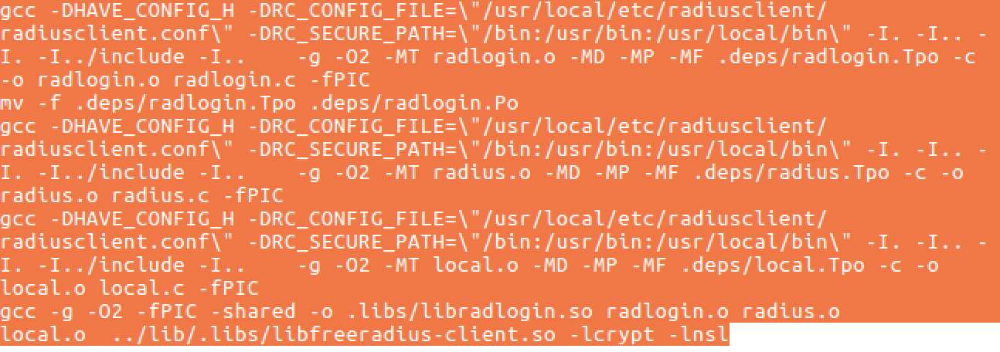 gcc -DHAVE_CONFIG_H -DRC_CONFIG_FILE=\"/usr/local/etc/radiusclient/
radiusclient.conf\" -DRC_SECURE_PATH=\"/bin:/usr/bin:/usr/local/bin\" -I. -I.. -
I. -I../include -I..    -g -O2 -MT radlogin.o -MD -MP -MF .deps/radlogin.Tpo -c
-o radlogin.o radlogin.c -fPIC
mv -f .deps/radlogin.Tpo .deps/radlogin.Po
gcc -DHAVE_CONFIG_H -DRC_CONFIG_FILE=\"/usr/local/etc/radiusclient/
radiusclient.conf\" -DRC_SECURE_PATH=\"/bin:/usr/bin:/usr/local/bin\" -I. -I.. -
I. -I../include -I..    -g -O2 -MT radius.o -MD -MP -MF .deps/radius.Tpo -c -o
radius.o radius.c -fPIC
gcc -DHAVE_CONFIG_H -DRC_CONFIG_FILE=\"/usr/local/etc/radiusclient/
radiusclient.conf\" -DRC_SECURE_PATH=\"/bin:/usr/bin:/usr/local/bin\" -I. -I.. -
I. -I../include -I..    -g -O2 -MT local.o -MD -MP -MF .deps/local.Tpo -c -o
local.o local.c -fPIC
gcc -g -O2 -fPIC -shared -o .libs/libradlogin.so radlogin.o radius.o
local.o  ../lib/.libs/libfreeradius-client.so -lcrypt -lnsl